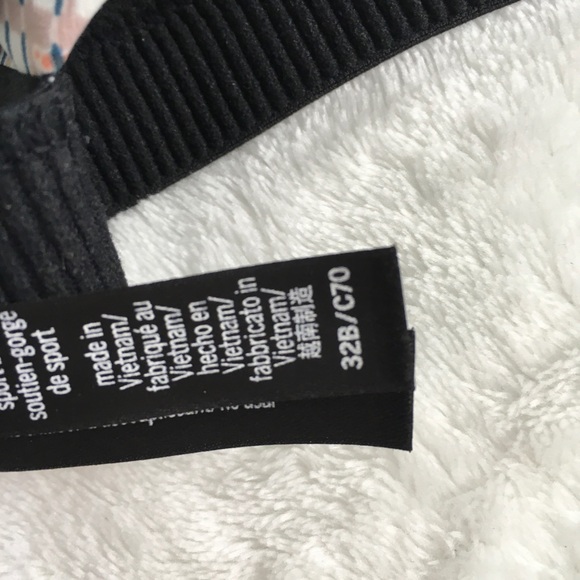 soutien-gorge
de sport
made in
Vietnam/
fabriqué au
Vietnam/
hecho en
Vietnam/
fabbricato in
Vietnam/
越南制造
32B/C70